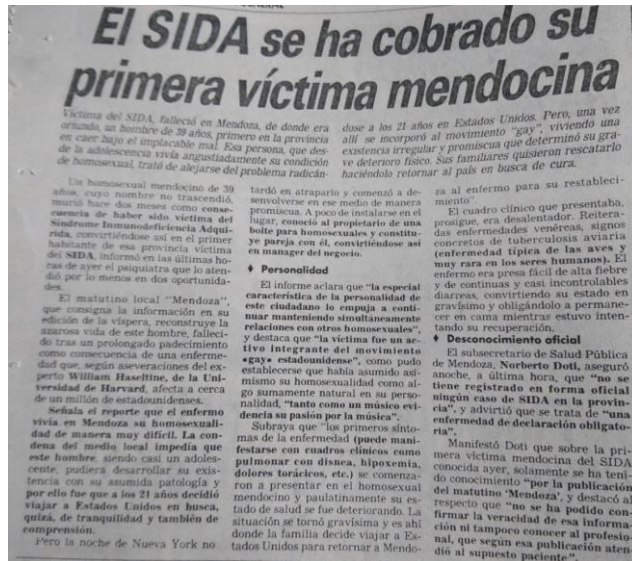 El SIDA se ha cobrado su
primera víctima mendocina
Víctima del SIDA, falleció en Mendoza, de donde era
oriundo, un hombre de 39 años, primero en la provincia
en caer bajo el implacable mal. Esa persona, que des-
de la adolescencia vivía angustiadamente su condición
de homosexual, trató de alejarse del problema radicán-
dose a los 21 años en Estados Unidos. Pero, una vez
allí se incorporó al movimiento "gay", viviendo una
existencia irregular y promiscua que determinó su gra-
ve deterioro físico. Sus familiares quisieron rescatarlo
haciéndolo retornar al país en busca de cura.
Un homosexual mendocino de 39
años, cuyo nombre no trascendió,
murió hace dos meses como conse-
cuencia de haber sido víctima del
Síndrome Inmunodeficiencia Adqui-
rida, convirtiéndose así en el primer
habitante de esa provincia víctima
del SIDA, informó en las últimas ho-
ras de ayer el psiquiatra que lo aten-
dió por lo menos en dos oportunida-
des.
El matutino local "Mendoza",
que consigna la información en su
edición de la víspera, reconstruye la
azarosa vida de este hombre, falleci-
do tras un prolongado padecimiento
como consecuencia de una enferme-
dad que, según aseveraciones del ex-
perto William Haseltine, de la Uni-
versidad de Harvard, afecta a cerca
de un millón de estadounidenses.
Señala el reporte que el enfermo
vivía en Mendoza su homosexuali-
dad de manera muy difícil. La con-
dena del medio local impedía que
este hombre, siendo casi un adoles-
cente, pudiera desarrollar su exis-
tencia con su asumida patología y
por ello fue que a los 21 años decidió
viajar a Estados Unidos en busca,
quizá, de tranquilidad y también de
comprensión.
Pero la noche de Nueva York no
tardó en atraparlo y comenzó a de-
senvolverse en ese medio de manera
promiscua. A poco de instalarse en el
lugar, conoció al propietario de una
boite para homosexuales y constitu-
ye pareja con él, convirtiéndose así
en manager del negocio.
♦ Personalidad
El informe aclara que "la especial
característica de la personalidad de
este ciudadano lo empuja a conti-
nuar manteniendo simultáneamente
relaciones con otros homosexuales",
y destaca que "la víctima fue un ac-
tivo integrante del movimiento
«gay» estadounidense", como pudo
establecerse que había asumido asi-
mismo su homosexualidad como al-
go sumamente natural en su perso-
nalidad, "tanto como un músico evi-
dencia su pasión por la música".
Subraya que "los primeros sínto-
mas de la enfermedad (puede mani-
festarse con cuadros clínicos como
pulmonar con disnea, hipoxemia,
dolores torácicos, etc.) se comenza-
ron a presentar en el homosexual
mendocino y paulatinamente su es-
tado de salud se fue deteriorando. La
situación se tornó gravísima y es ahí
donde la familia decide viajar a Es-
tados Unidos para retornar a Mendo-
za al enfermo para su restableci-
miento".
El cuadro clínico que presentaba,
prosigue, era desalentador. Reitera-
das enfermedades venéreas, signos
concretos de tuberculosis aviaria
(enfermedad típica de las aves y
muy rara en los seres humanos). El
enfermo era presa fácil de alta fiebre
y de continuas y casi incontrolables
diarreas, convirtiendo su estado en
gravísimo y obligándolo a permane-
cer en cama mientras estuvo inten-
tando su recuperación.
♦ Desconocimiento oficial
El subsecretario de Salud Pública
de Mendoza, Norberto Doti, aseguró
anoche, a última hora, que "no se
tiene registrado en forma oficial
ningún caso de SIDA en la provin-
cia", y advirtió que se trata de "una
enfermedad de declaración obligato-
ria".
Manifestó Doti que sobre la pri-
mera víctima mendocina del SIDA
conocida ayer, solamente se ha teni-
do conocimiento "por la publicación
del matutino 'Mendoza', y destacó al
respecto que "no se ha podido con-
firmar la veracidad de esa informa-
ción ni tampoco conocer al profesio-
nal, que según esa publicación aten-
dió al supuesto paciente".